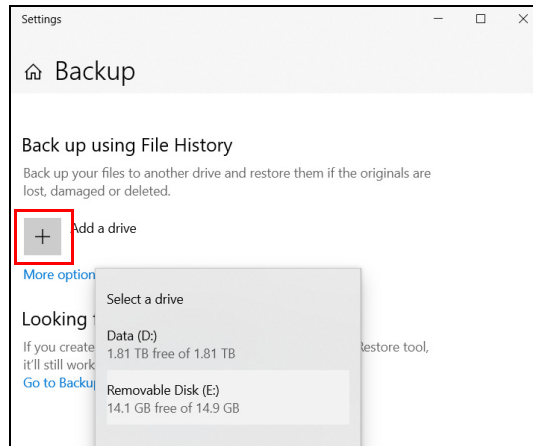 Settings
Backup
Back up using File History
Back up your files to another drive and restore them if the originals are
lost, damaged or deleted.
Add a drive
More option
Select a drive
Looking
Data (D:)
1.81 TB free of 1.81 TB
If you create
Restore tool,
it'll still work
Removable Disk (E:)
Go to Backu
14.1 GB free of 14.9 GB